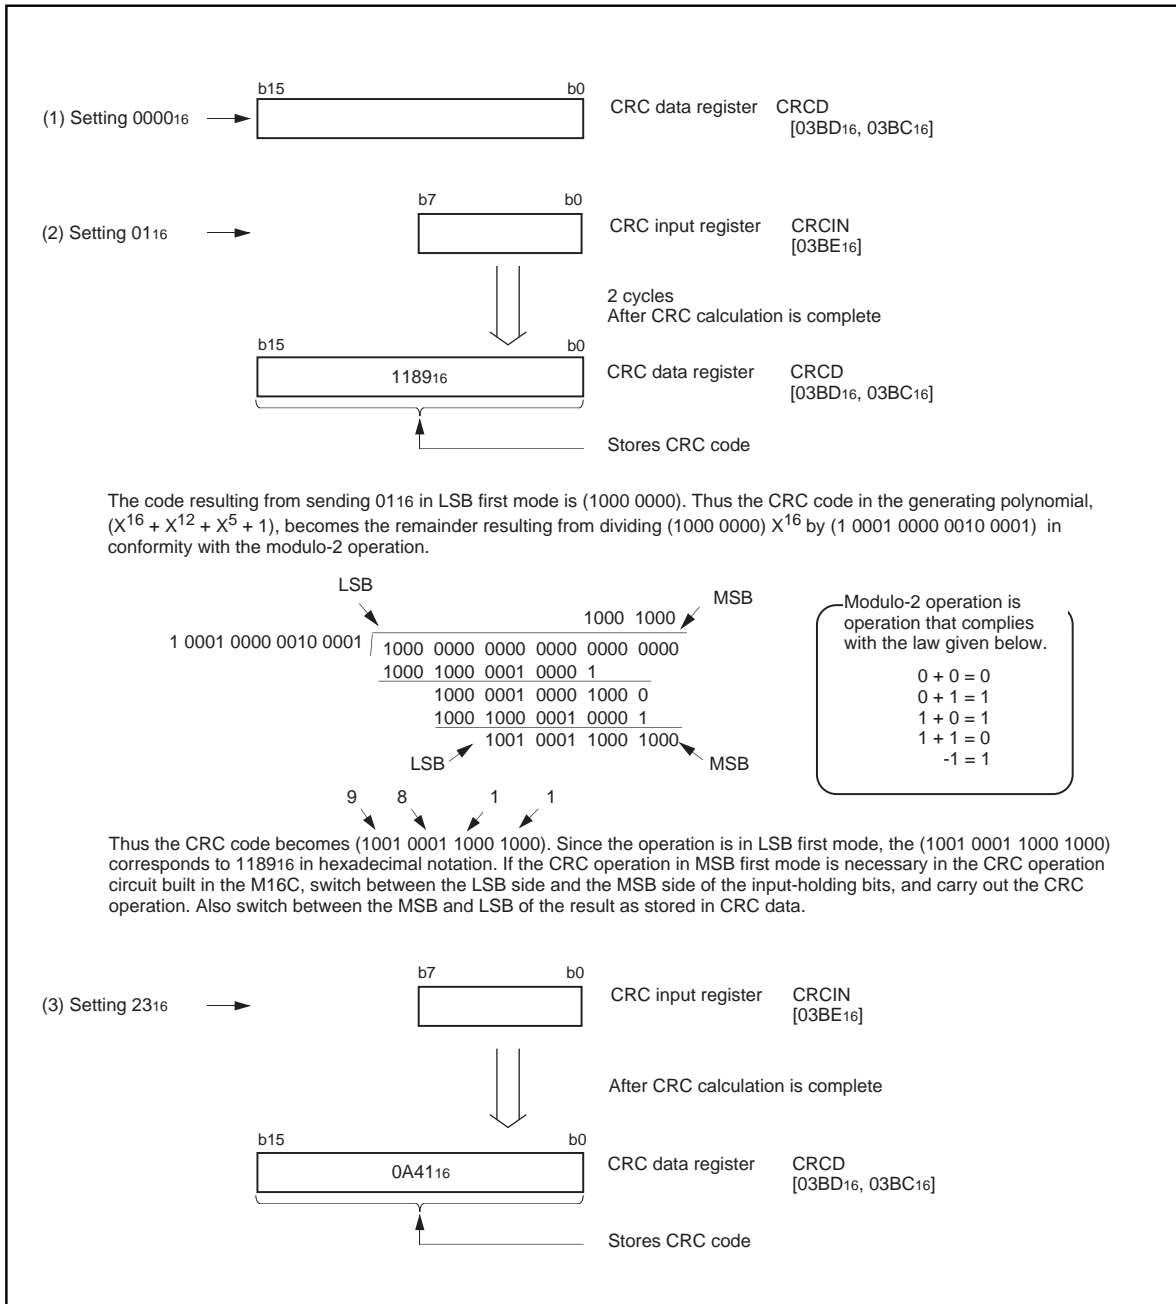 b15 b0
(1) Setting 0000₁₆ CRC data register CRCD
[03BD₁₆, 03BC₁₆]
b7 b0
(2) Setting 01₁₆ CRC input register CRCIN
[03BE₁₆]
2 cycles
After CRC calculation is complete
b15 b0
1189₁₆ CRC data register CRCD
[03BD₁₆, 03BC₁₆]
Stores CRC code
The code resulting from sending 01₁₆ in LSB first mode is (1000 0000). Thus the CRC code in the generating polynomial,
(X¹⁶ + X¹² + X⁵ + 1), becomes the remainder resulting from dividing (1000 0000) X¹⁶ by (1 0001 0000 0010 0001) in
conformity with the modulo-2 operation.
LSB MSB
1000 1000
1 0001 0000 0010 0001 1000 0000 0000 0000 0000 0000
1000 1000 0001 0000 1
1000 0001 0000 1000 0
1000 1000 0001 0000 1
1001 0001 1000 1000
LSB MSB
Modulo-2 operation is
operation that complies
with the law given below.
0 + 0 = 0
0 + 1 = 1
1 + 0 = 1
1 + 1 = 0
-1 = 1
9 8 1 1
Thus the CRC code becomes (1001 0001 1000 1000). Since the operation is in LSB first mode, the (1001 0001 1000 1000)
corresponds to 1189₁₆ in hexadecimal notation. If the CRC operation in MSB first mode is necessary in the CRC operation
circuit built in the M16C, switch between the LSB side and the MSB side of the input-holding bits, and carry out the CRC
operation. Also switch between the MSB and LSB of the result as stored in CRC data.
b7 b0
(3) Setting 23₁₆ CRC input register CRCIN
[03BE₁₆]
After CRC calculation is complete
b15 b0
0A41₁₆ CRC data register CRCD
[03BD₁₆, 03BC₁₆]
Stores CRC code